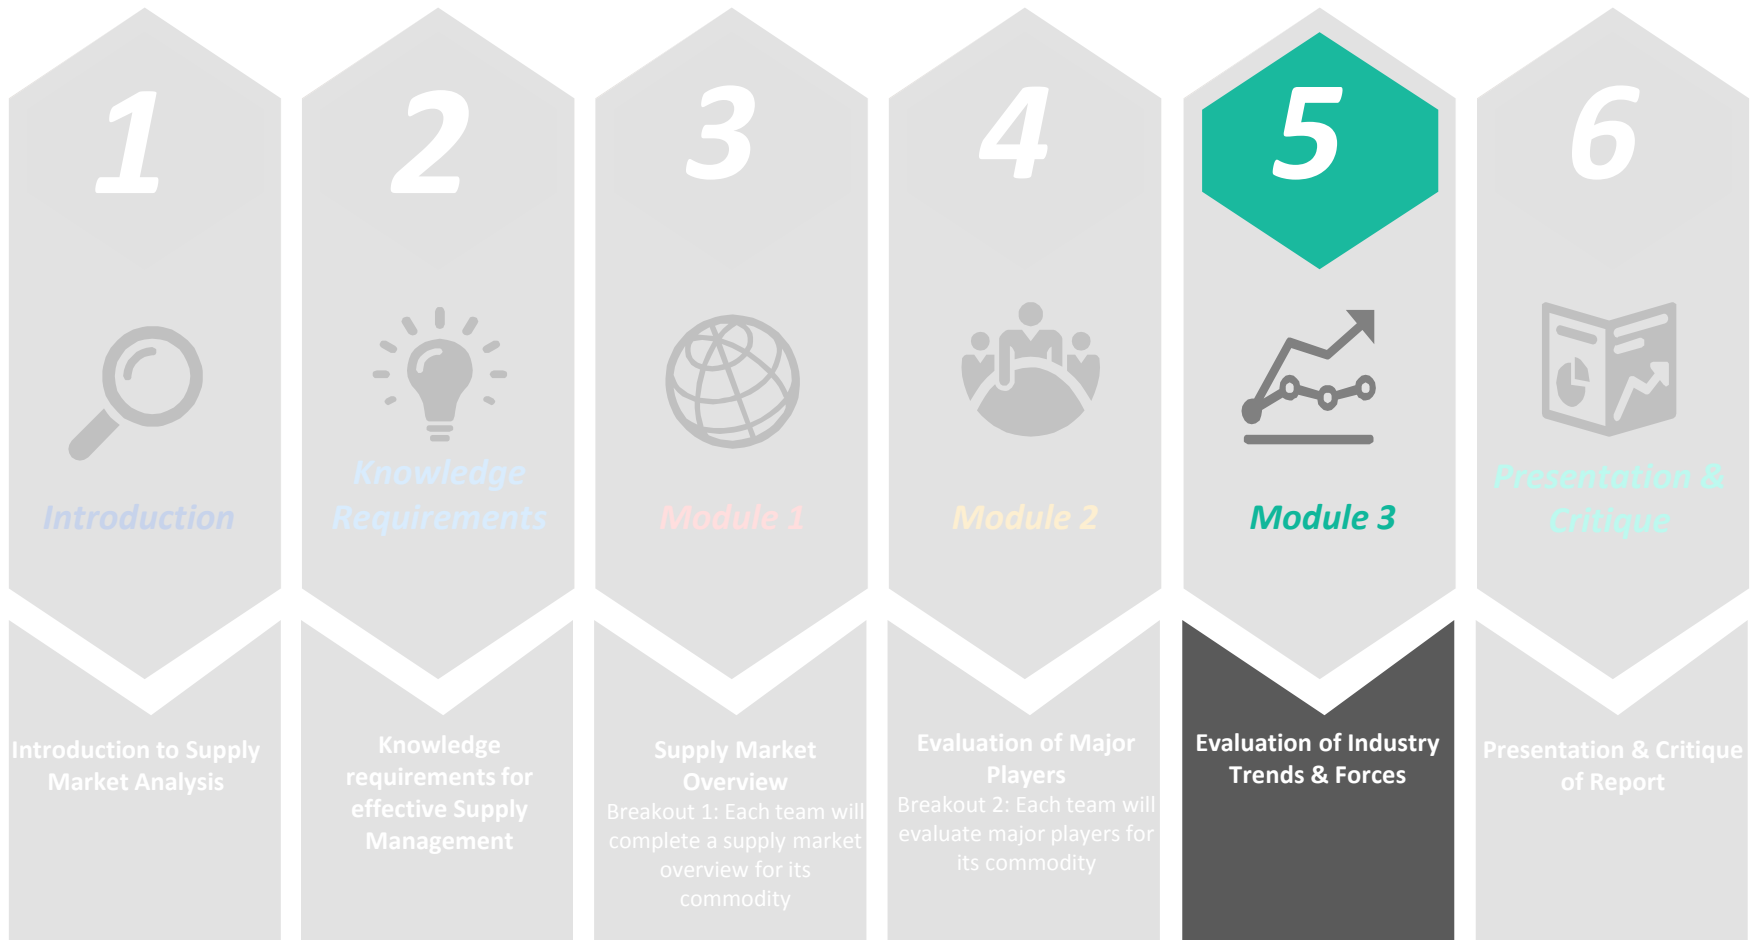 1
Introduction
Introduction to Supply
Market Analysis
2
Knowledge
Requirements
Knowledge
requirements for
effective Supply
Management
3
Module 1
Supply Market
Overview
Breakout 1: Each team will
complete a supply market
overview for its
commodity
4
Module 2
Evaluation of Major
Players
Breakout 2: Each team will
evaluate major players for
its commodity
5
Module 3
Evaluation of Industry
Trends & Forces
6
Presentation &
Critique
Presentation & Critique
of Report